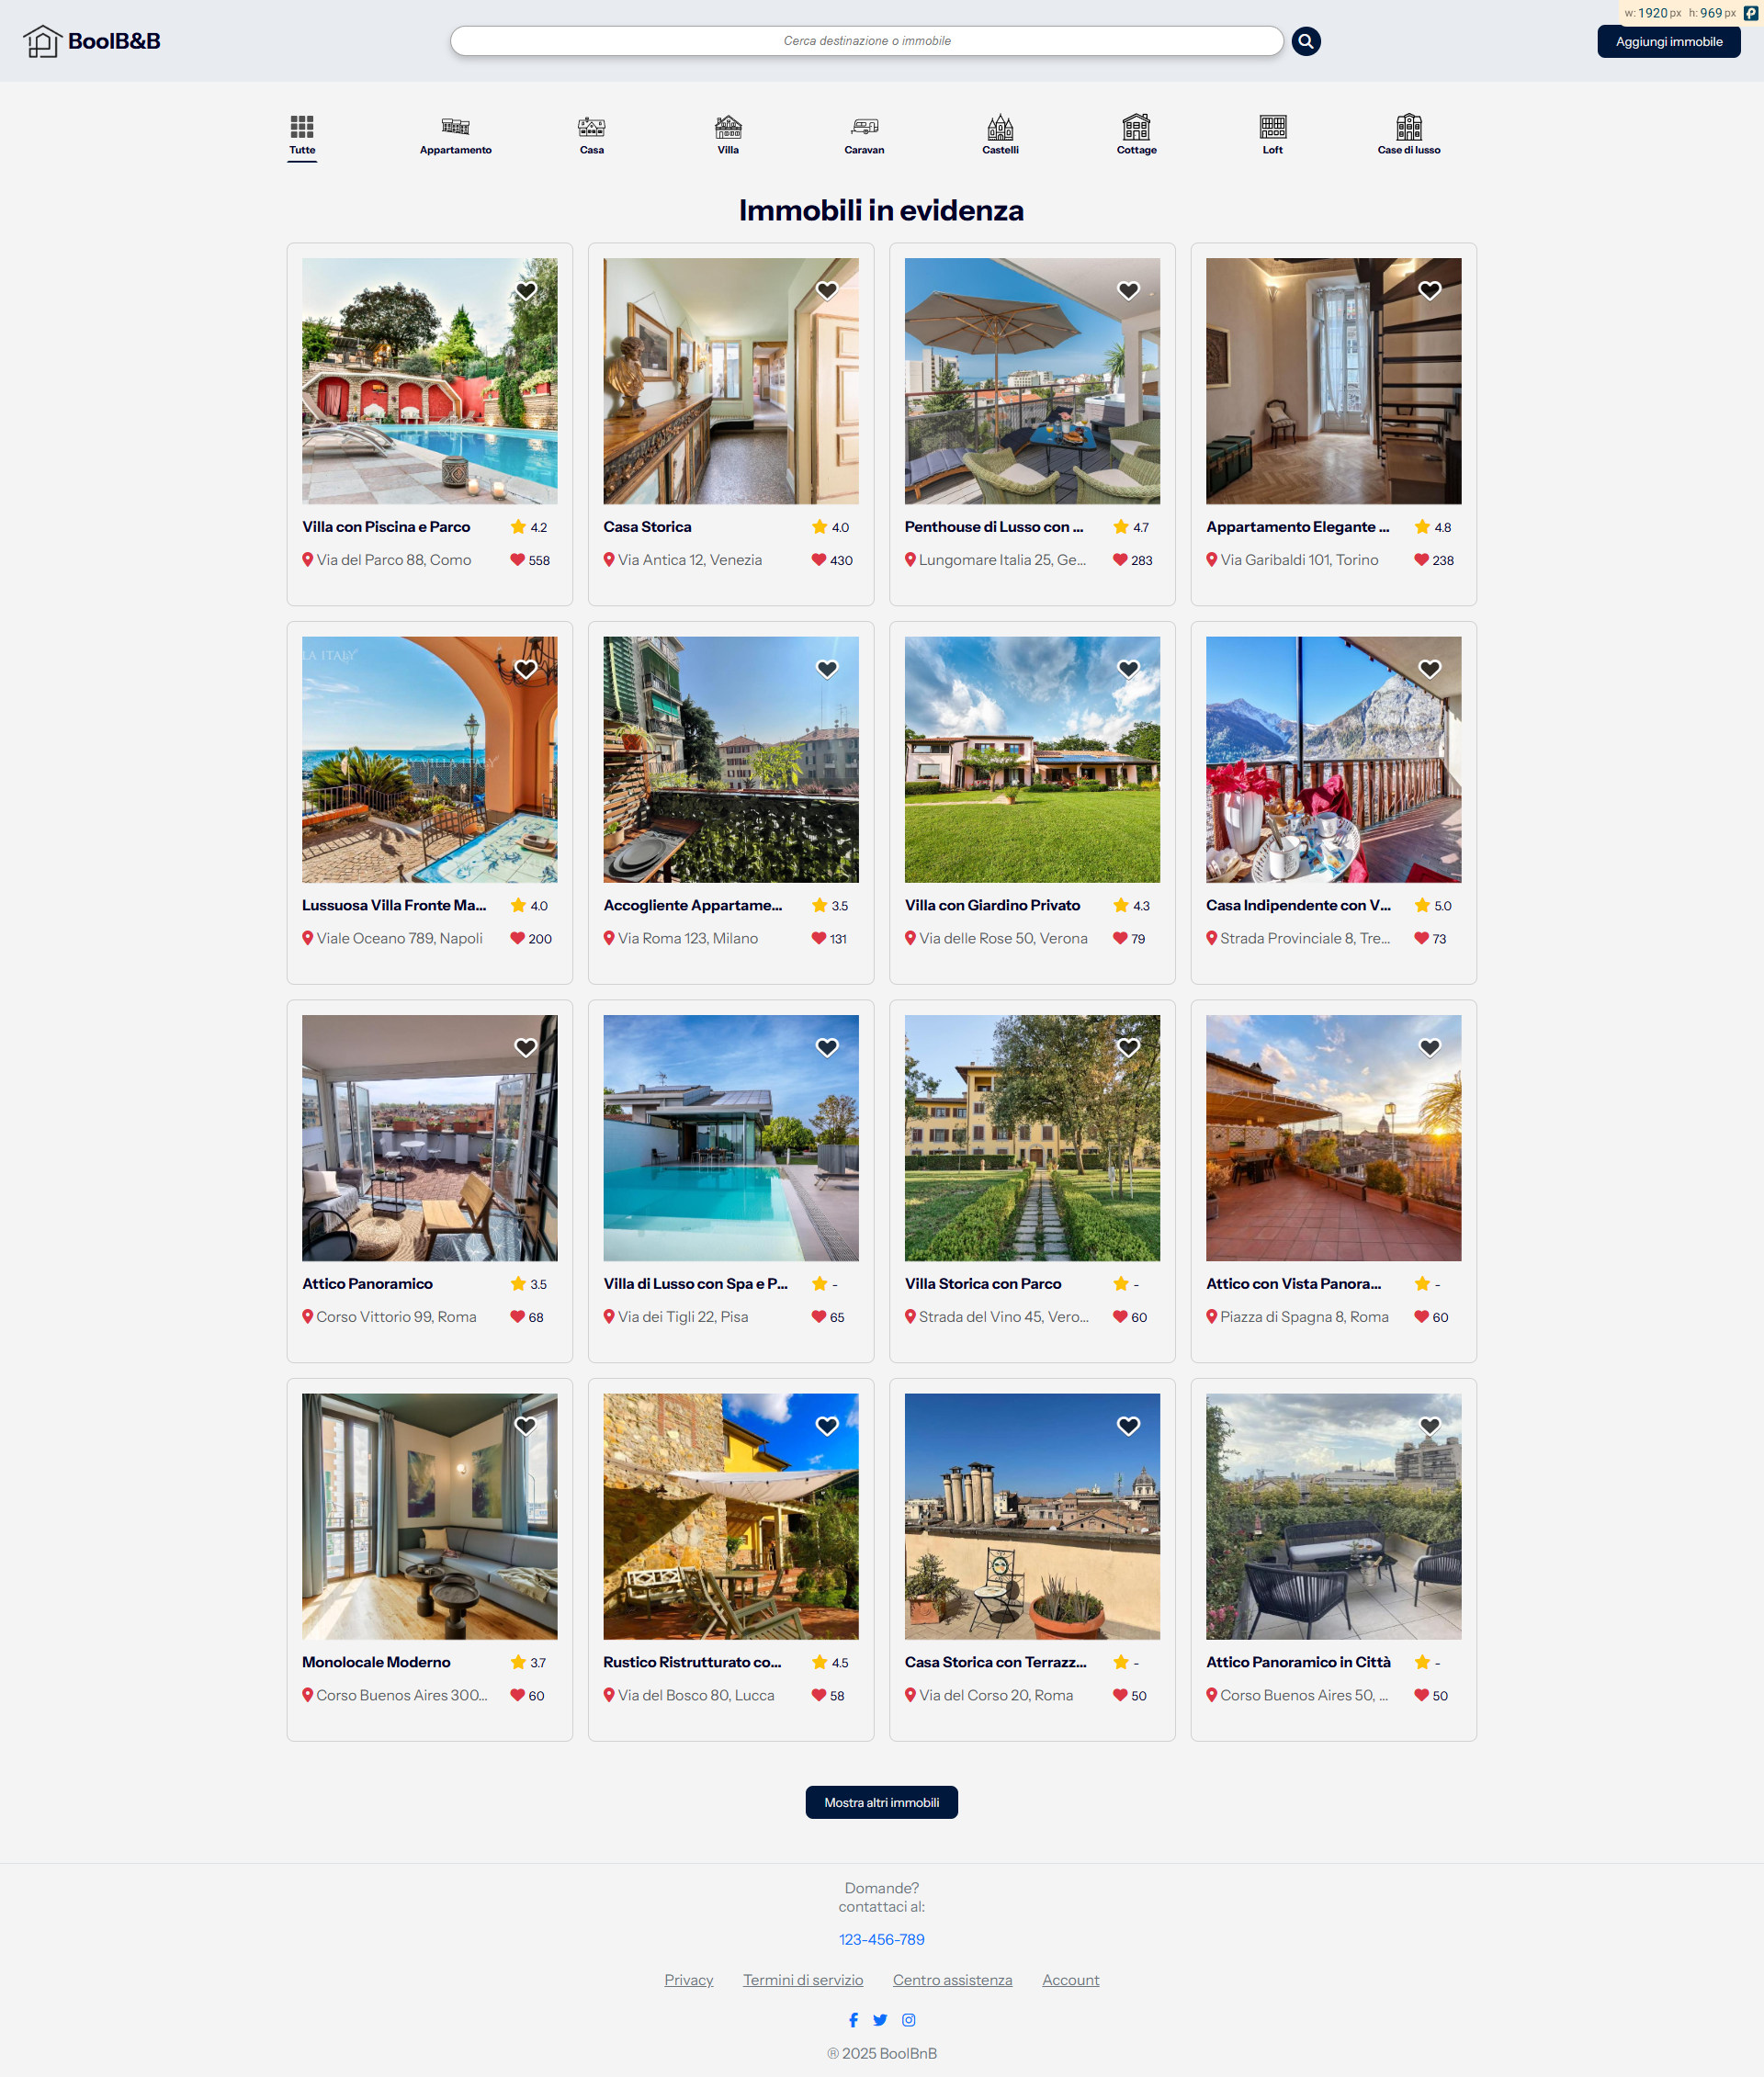 w: 1920 px h: 969 px
BoolB&B
Cerca destinazione o immobile
Aggiungi immobile
Tutte
Appartamento
Casa
Villa
Caravan
Castelli
Cottage
Loft
Case di lusso
Immobili in evidenza
Villa con Piscina e Parco 4.2
Via del Parco 88, Como 558
Casa Storica 4.0
Via Antica 12, Venezia 430
Penthouse di Lusso con ... 4.7
Lungomare Italia 25, Ge... 283
Appartamento Elegante ... 4.8
Via Garibaldi 101, Torino 238
LA ITALY
VILLA ITALY
Lussuosa Villa Fronte Ma... 4.0
Viale Oceano 789, Napoli 200
Accogliente Appartame... 3.5
Via Roma 123, Milano 131
Villa con Giardino Privato 4.3
Via delle Rose 50, Verona 79
Casa Indipendente con V... 5.0
Strada Provinciale 8, Tre... 73
Attico Panoramico 3.5
Corso Vittorio 99, Roma 68
Villa di Lusso con Spa e P... -
Via dei Tigli 22, Pisa 65
Villa Storica con Parco -
Strada del Vino 45, Vero... 60
Attico con Vista Panora... -
Piazza di Spagna 8, Roma 60
Monolocale Moderno 3.7
Corso Buenos Aires 300... 60
Rustico Ristrutturato co... 4.5
Via del Bosco 80, Lucca 58
Casa Storica con Terrazz... -
Via del Corso 20, Roma 50
Attico Panoramico in Città -
Corso Buenos Aires 50, ... 50
Mostra altri immobili
Domande?
contattaci al:
123-456-789
Privacy Termini di servizio Centro assistenza Account
® 2025 BoolBnB